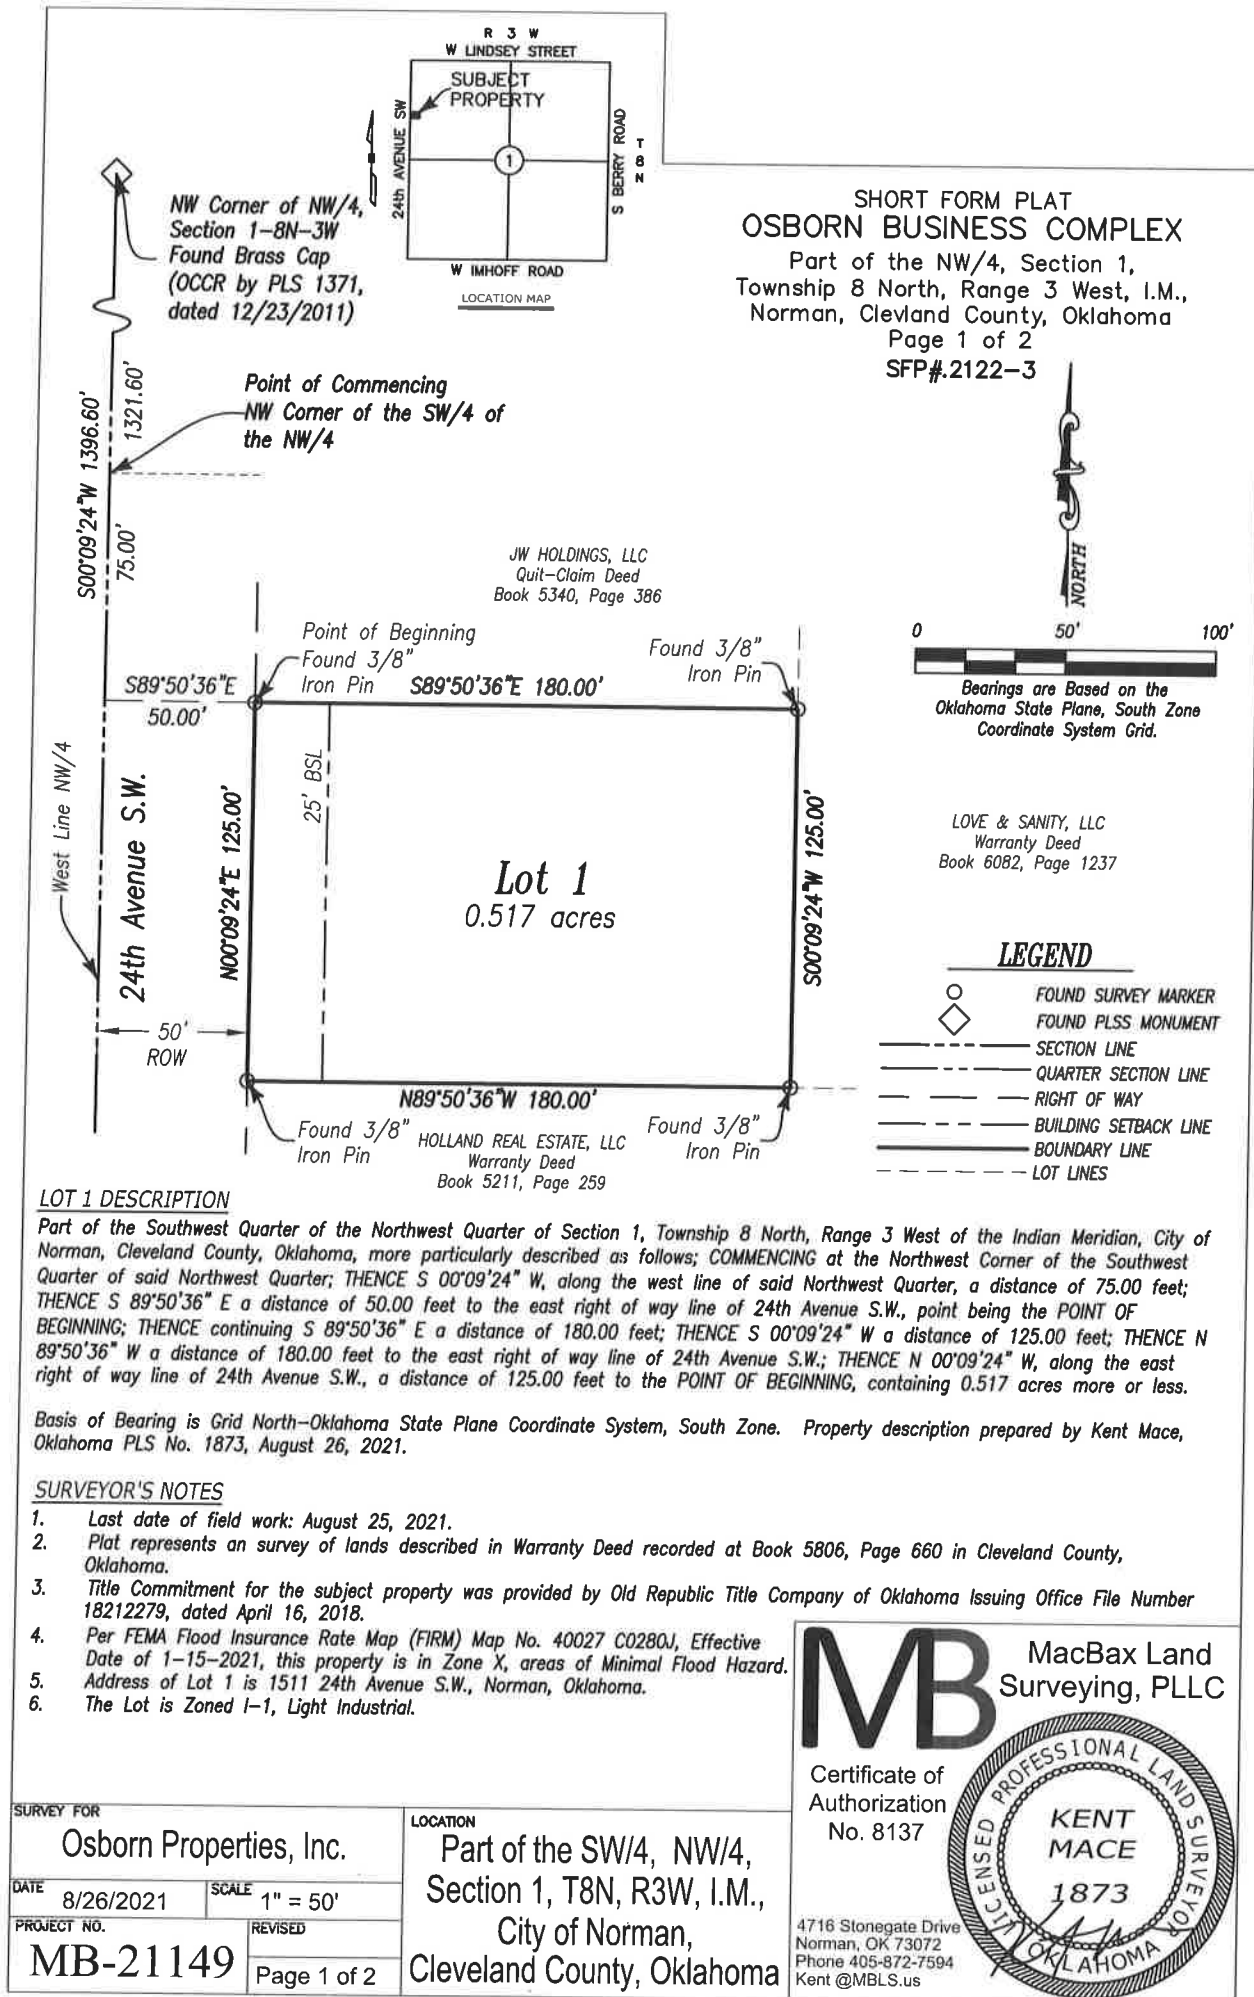 R 3 W
W LINDSEY STREET
SUBJECT
PROPERTY
24th AVENUE SW
1
S BERRY ROAD
T
8
N
W IMHOFF ROAD
LOCATION MAP
NW Corner of NW/4,
Section 1-8N-3W
Found Brass Cap
(OCCR by PLS 1371,
dated 12/23/2011)
SHORT FORM PLAT
OSBORN BUSINESS COMPLEX
Part of the NW/4, Section 1,
Township 8 North, Range 3 West, I.M.,
Norman, Clevland County, Oklahoma
Page 1 of 2
SFP#.2122-3
Point of Commencing
NW Corner of the SW/4 of
the NW/4
S00°09'24"W 1396.60'
1321.60'
75.00'
NORTH
JW HOLDINGS, LLC
Quit-Claim Deed
Book 5340, Page 386
0 50' 100'
Bearings are Based on the
Oklahoma State Plane, South Zone
Coordinate System Grid.
Point of Beginning
Found 3/8"
Iron Pin
S89°50'36"E 180.00'
Found 3/8"
Iron Pin
S89°50'36"E
50.00'
West Line NW/4
24th Avenue S.W.
N00°09'24"E 125.00'
25' BSL
Lot 1
0.517 acres
S00°09'24"W 125.00'
LOVE & SANITY, LLC
Warranty Deed
Book 6082, Page 1237
50'
ROW
N89°50'36"W 180.00'
Found 3/8"
Iron Pin
HOLLAND REAL ESTATE, LLC
Warranty Deed
Book 5211, Page 259
Found 3/8"
Iron Pin
LEGEND
FOUND SURVEY MARKER
FOUND PLSS MONUMENT
SECTION LINE
QUARTER SECTION LINE
RIGHT OF WAY
BUILDING SETBACK LINE
BOUNDARY LINE
LOT LINES
LOT 1 DESCRIPTION
Part of the Southwest Quarter of the Northwest Quarter of Section 1, Township 8 North, Range 3 West of the Indian Meridian, City of
Norman, Cleveland County, Oklahoma, more particularly described as follows; COMMENCING at the Northwest Corner of the Southwest
Quarter of said Northwest Quarter; THENCE S 00°09'24" W, along the west line of said Northwest Quarter, a distance of 75.00 feet;
THENCE S 89°50'36" E a distance of 50.00 feet to the east right of way line of 24th Avenue S.W., point being the POINT OF
BEGINNING; THENCE continuing S 89°50'36" E a distance of 180.00 feet; THENCE S 00°09'24" W a distance of 125.00 feet; THENCE N
89°50'36" W a distance of 180.00 feet to the east right of way line of 24th Avenue S.W.; THENCE N 00°09'24" W, along the east
right of way line of 24th Avenue S.W., a distance of 125.00 feet to the POINT OF BEGINNING, containing 0.517 acres more or less.
Basis of Bearing is Grid North-Oklahoma State Plane Coordinate System, South Zone. Property description prepared by Kent Mace,
Oklahoma PLS No. 1873, August 26, 2021.
SURVEYOR'S NOTES
1. Last date of field work: August 25, 2021.
2. Plat represents an survey of lands described in Warranty Deed recorded at Book 5806, Page 660 in Cleveland County,
Oklahoma.
3. Title Commitment for the subject property was provided by Old Republic Title Company of Oklahoma Issuing Office File Number
18212279, dated April 16, 2018.
4. Per FEMA Flood Insurance Rate Map (FIRM) Map No. 40027 C0280J, Effective
Date of 1-15-2021, this property is in Zone X, areas of Minimal Flood Hazard.
5. Address of Lot 1 is 1511 24th Avenue S.W., Norman, Oklahoma.
6. The Lot is Zoned I-1, Light Industrial.
MB
MacBax Land
Surveying, PLLC
Certificate of
Authorization
No. 8137
4716 Stonegate Drive
Norman, OK 73072
Phone 405-872-7594
Kent @MBLS.us
LICENSED PROFESSIONAL LAND SURVEYOR
KENT
MACE
1873
OKLAHOMA
SURVEY FOR
Osborn Properties, Inc.
DATE 8/26/2021
SCALE 1" = 50'
PROJECT NO.
MB-21149
REVISED
Page 1 of 2
LOCATION
Part of the SW/4, NW/4,
Section 1, T8N, R3W, I.M.,
City of Norman,
Cleveland County, Oklahoma